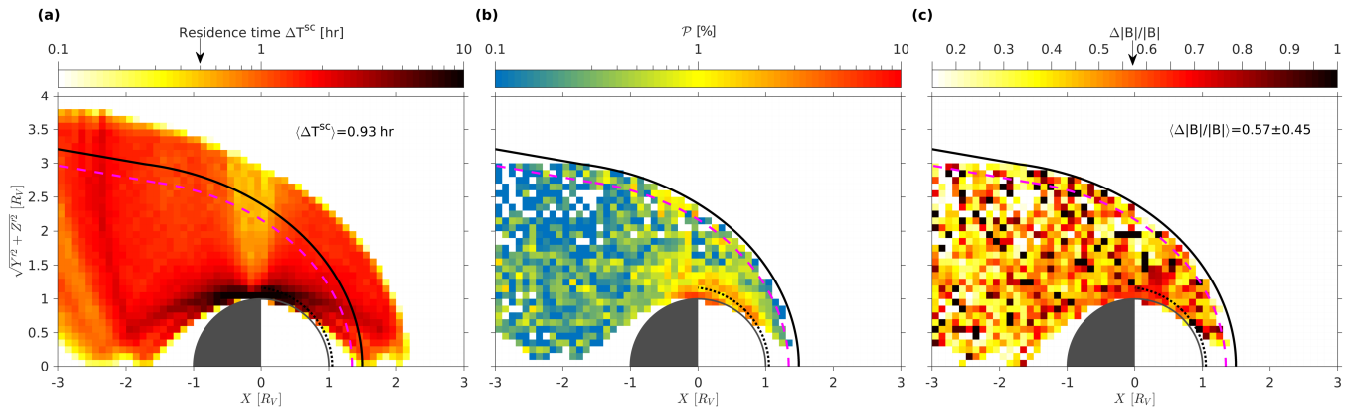 (a)
Residence time ΔT^SC [hr]
0.1 1 10
⟨ΔT^SC⟩=0.93 hr
√Y'² + Z'² [R_V]
4
3.5
3
2.5
2
1.5
1
0.5
0
-3 -2 -1 0 1 2 3
X [R_V]
(b)
𝒫 [%]
0.1 1 10
-3 -2 -1 0 1 2 3
X [R_V]
(c)
Δ|B|/|B|
0.2 0.3 0.4 0.5 0.6 0.7 0.8 0.9 1
⟨Δ|B|/|B|⟩=0.57±0.45
-3 -2 -1 0 1 2 3
X [R_V]